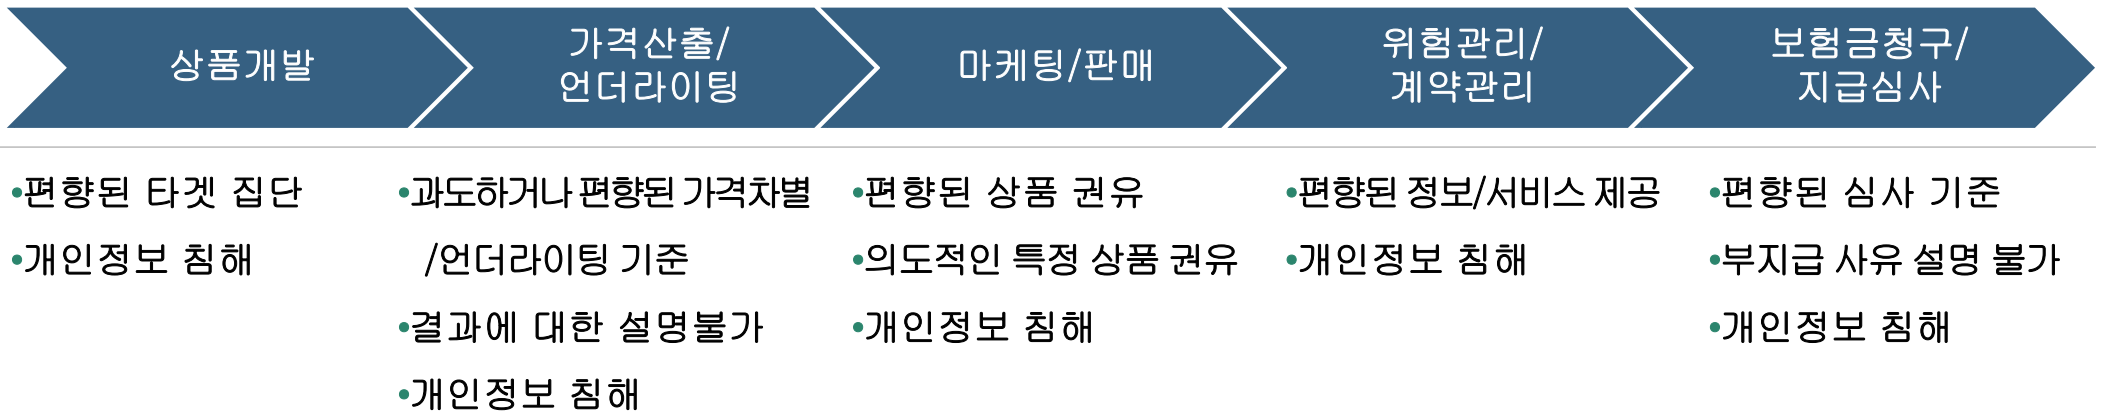 상품개발
가격산출/
언더라이팅
마케팅/판매
위험관리/
계약관리
보험금청구/
지급심사
•편향된 타겟 집단
•개인정보 침해
•과도하거나 편향된 가격차별
/언더라이팅 기준
•결과에 대한 설명불가
•개인정보 침해
•편향된 상품 권유
•의도적인 특정 상품 권유
•개인정보 침해
•편향된 정보/서비스 제공
•개인정보 침해
•편향된 심사 기준
•부지급 사유 설명 불가
•개인정보 침해